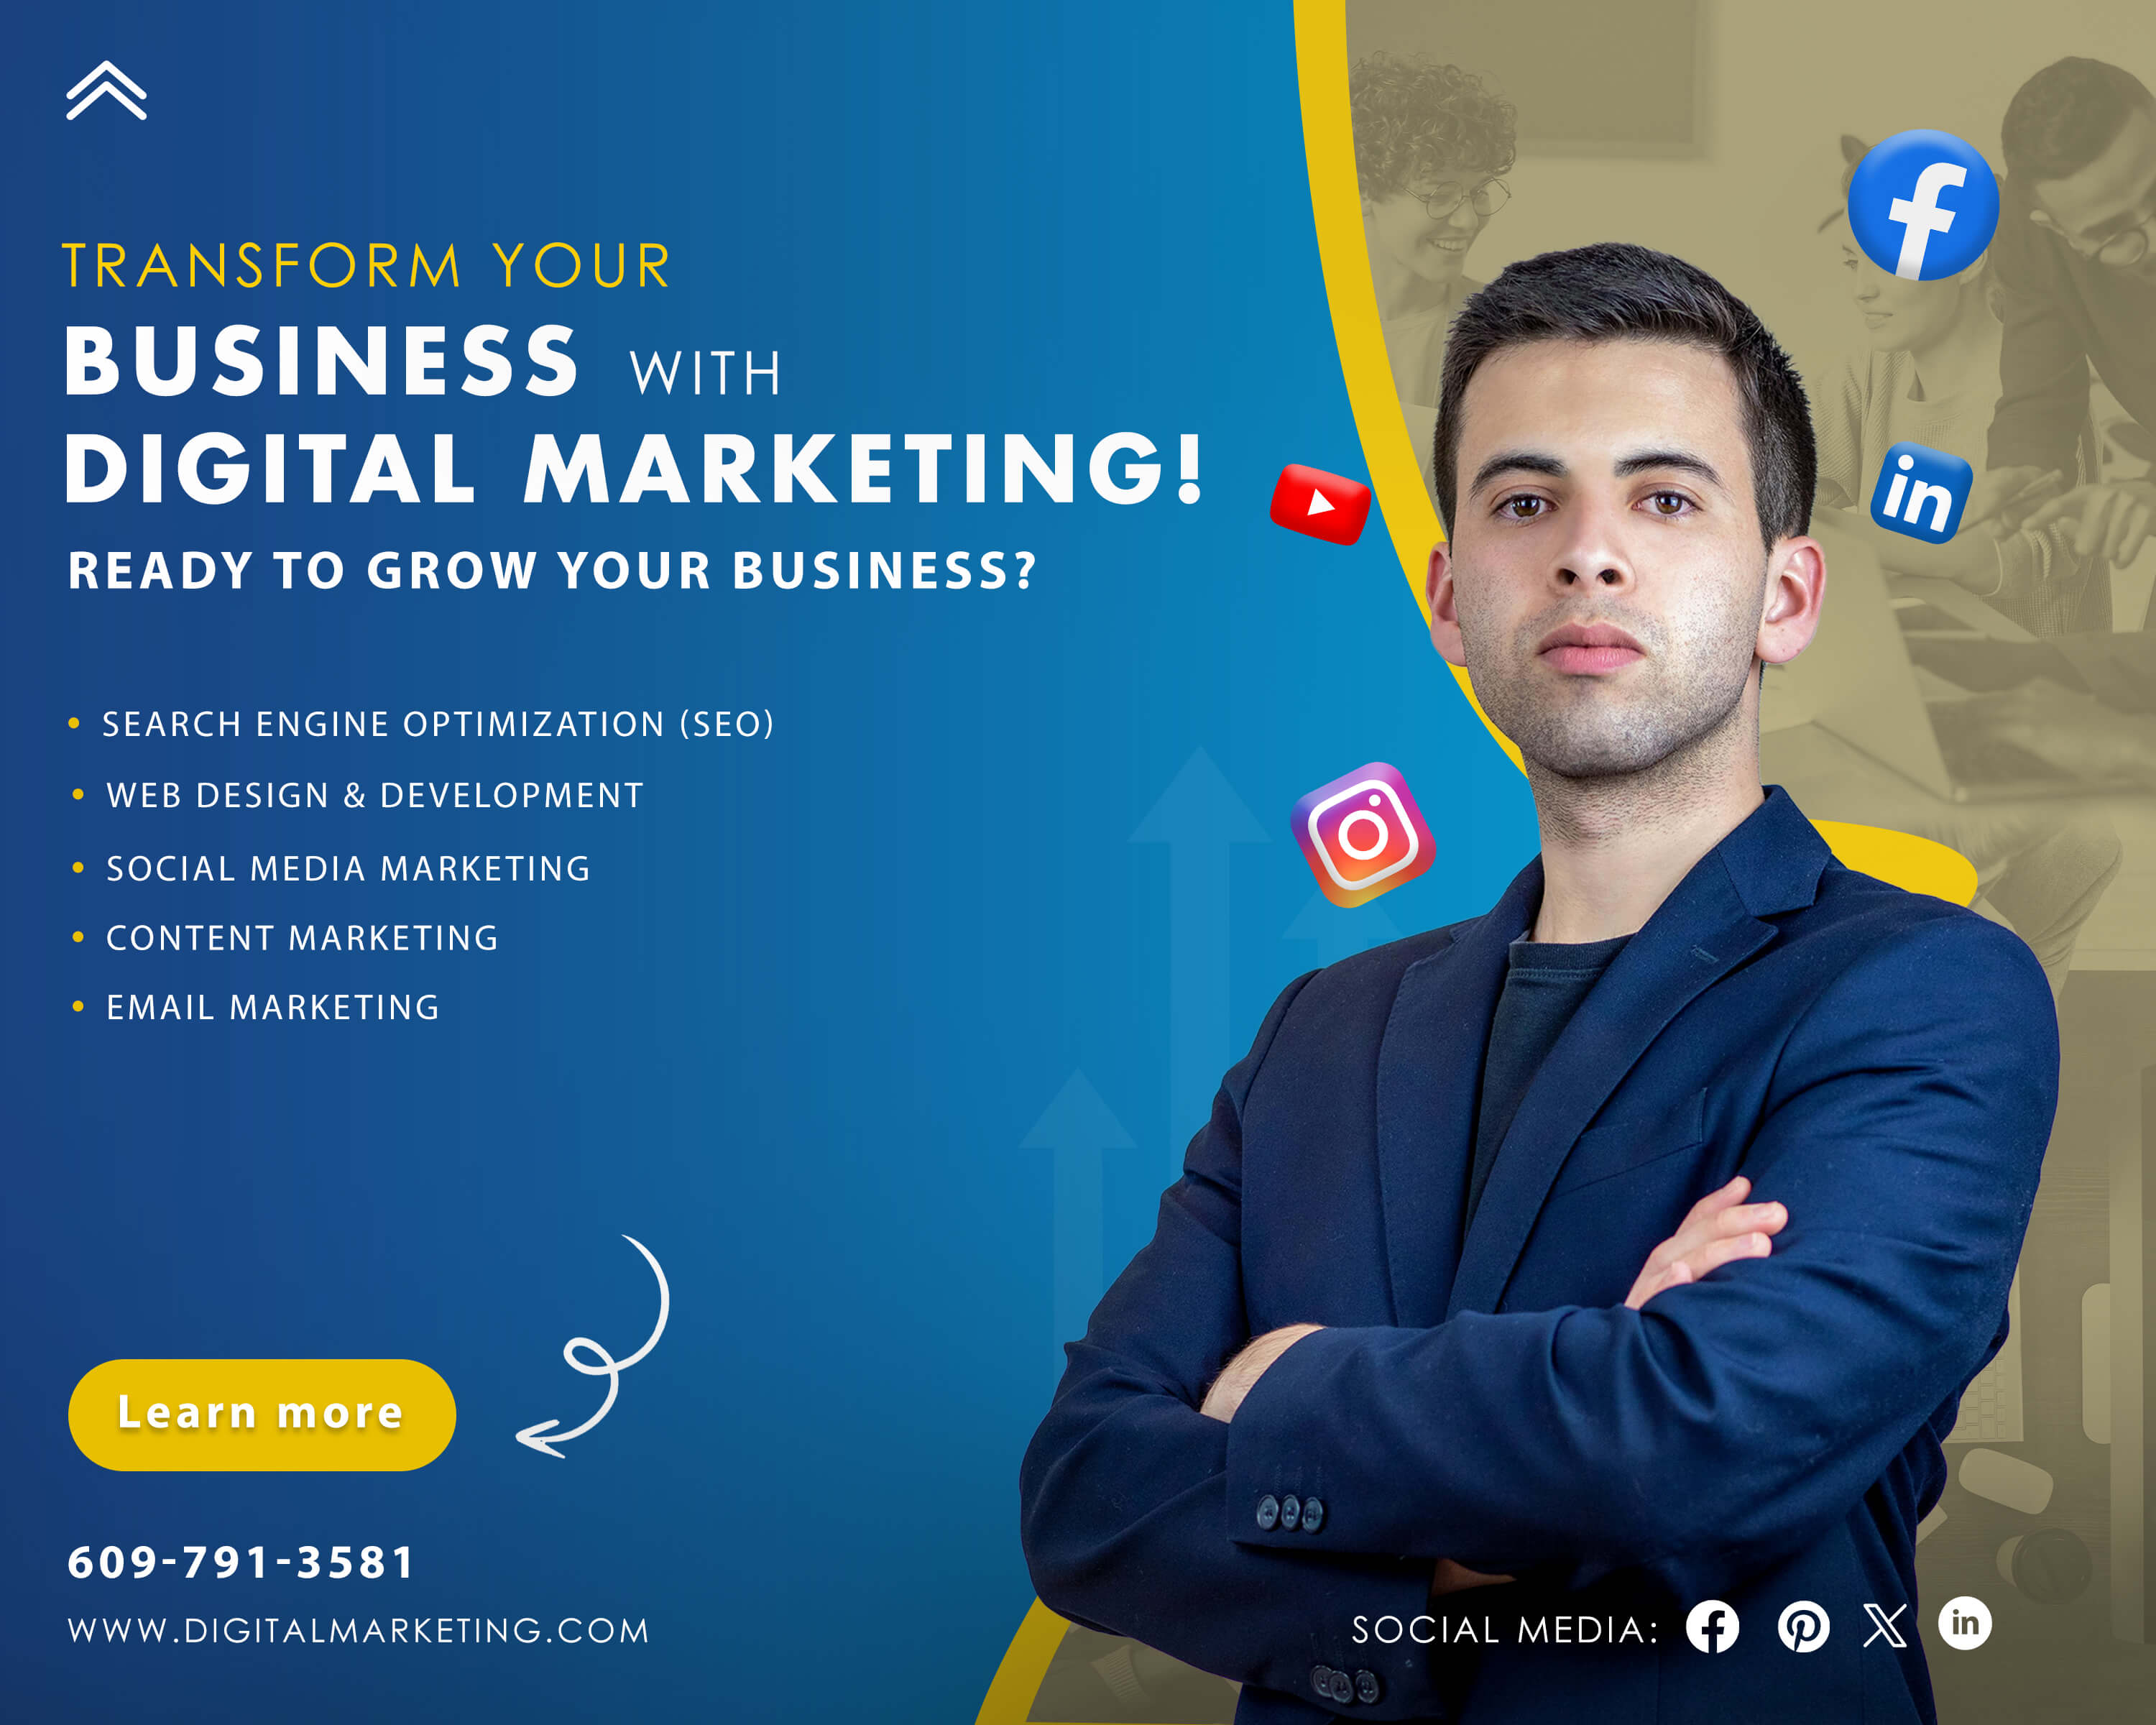 TRANSFORM YOUR
BUSINESS WITH
DIGITAL MARKETING!
READY TO GROW YOUR BUSINESS?
• SEARCH ENGINE OPTIMIZATION (SEO)
• WEB DESIGN & DEVELOPMENT
• SOCIAL MEDIA MARKETING
• CONTENT MARKETING
• EMAIL MARKETING
Learn more
609-791-3581
WWW.DIGITALMARKETING.COM
SOCIAL MEDIA: